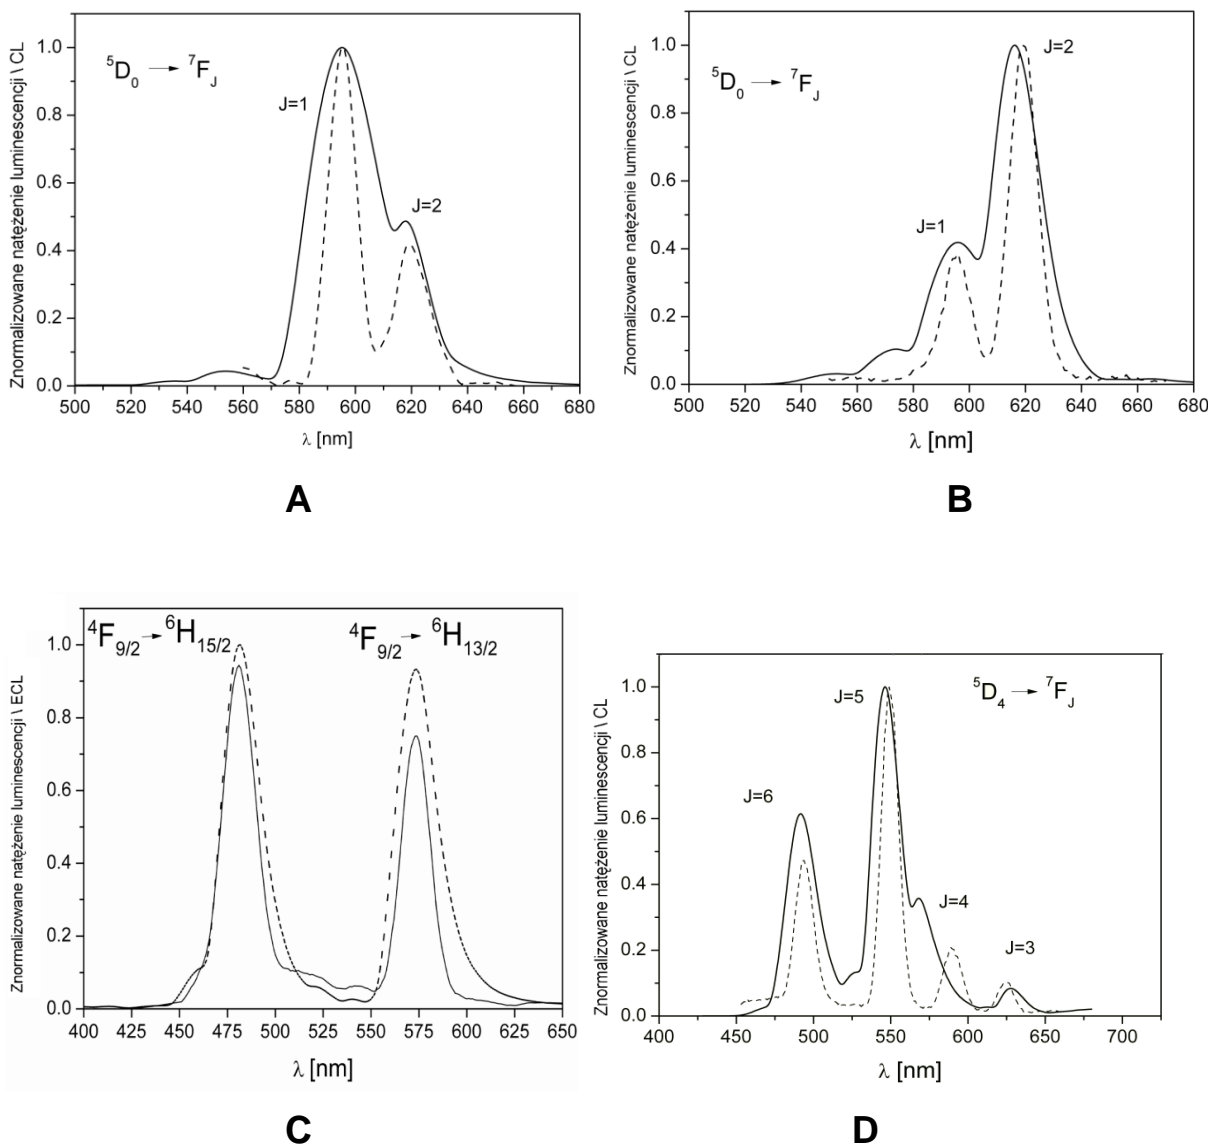 Znormalizowane natężenie luminescencji \ CL
1.0
0.8
0.6
0.4
0.2
0.0
⁵D₀ → ⁷F_J
J=1
J=2
500 520 540 560 580 600 620 640 660 680
λ [nm]
A
Znormalizowane natężenie luminescencji \ CL
1.0
0.8
0.6
0.4
0.2
0.0
⁵D₀ → ⁷F_J
J=2
J=1
500 520 540 560 580 600 620 640 660 680
λ [nm]
B
Znormalizowane natężenie luminescencji \ ECL
1.0
0.8
0.6
0.4
0.2
0.0
⁴F₉/₂ → ⁶H₁₅/₂ ⁴F₉/₂ → ⁶H₁₃/₂
400 425 450 475 500 525 550 575 600 625 650
λ [nm]
C
Znormalizowane natężenie luminescencji \ CL
1.0
0.8
0.6
0.4
0.2
0.0
J=5
⁵D₄ → ⁷F_J
J=6
J=4
J=3
400 450 500 550 600 650 700
λ [nm]
D